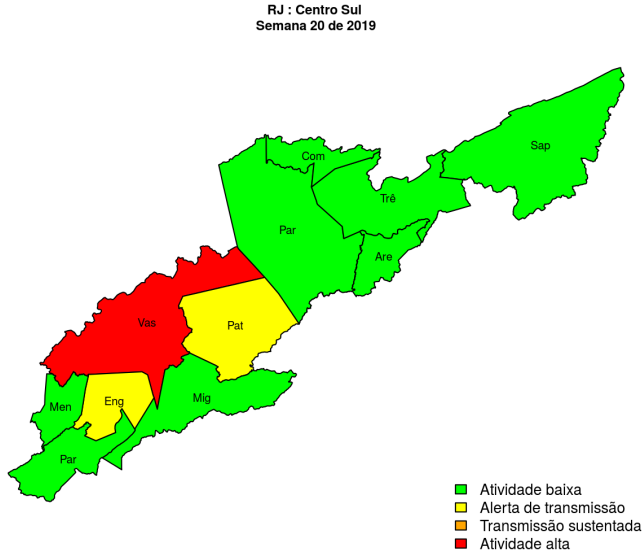 RJ : Centro Sul
Semana 20 de 2019
Sap
Com
Trê
Par
Are
Vas
Pat
Mig
Men
Eng
Par
Atividade baixa
Alerta de transmissão
Transmissão sustentada
Atividade alta